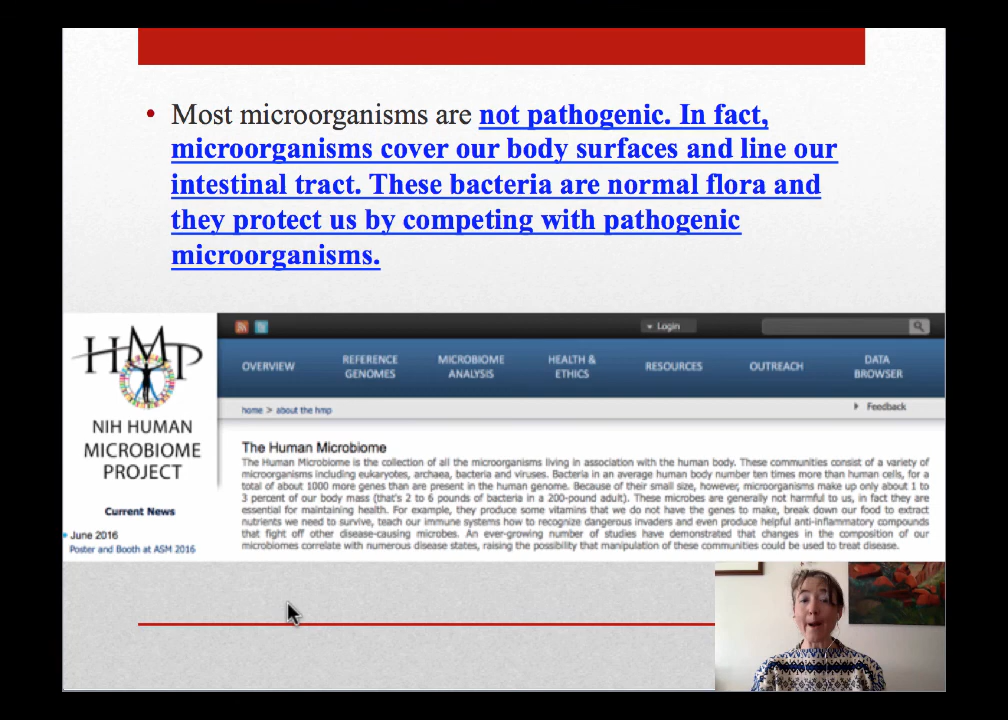 • Most microorganisms are not pathogenic. In fact,
microorganisms cover our body surfaces and line our
intestinal tract. These bacteria are normal flora and
they protect us by competing with pathogenic
microorganisms.
HMP
NIH HUMAN
MICROBIOME
PROJECT
Current News
June 2016
Poster and Booth at ASM 2016
Login
OVERVIEW
REFERENCE
GENOMES
MICROBIOME
ANALYSIS
HEALTH &
ETHICS
RESOURCES
OUTREACH
DATA
BROWSER
home > about the hmp
Feedback
The Human Microbiome
The Human Microbiome is the collection of all the microorganisms living in association with the human body. These communities consist of a variety of
microorganisms including eukaryotes, archaea, bacteria and viruses. Bacteria in an average human body number ten times more than human cells, for a
total of about 1000 more genes than are present in the human genome. Because of their small size, however, microorganisms make up only about 1 to
3 percent of our body mass (that's 2 to 6 pounds of bacteria in a 200-pound adult). These microbes are generally not harmful to us, in fact they are
essential for maintaining health. For example, they produce some vitamins that we do not have the genes to make, break down our food to extract
nutrients we need to survive, teach our immune systems how to recognize dangerous invaders and even produce helpful anti-inflammatory compounds
that fight off other disease-causing microbes. An ever-growing number of studies have demonstrated that changes in the composition of our
microbiomes correlate with numerous disease states, raising the possibility that manipulation of these communities could be used to treat disease.